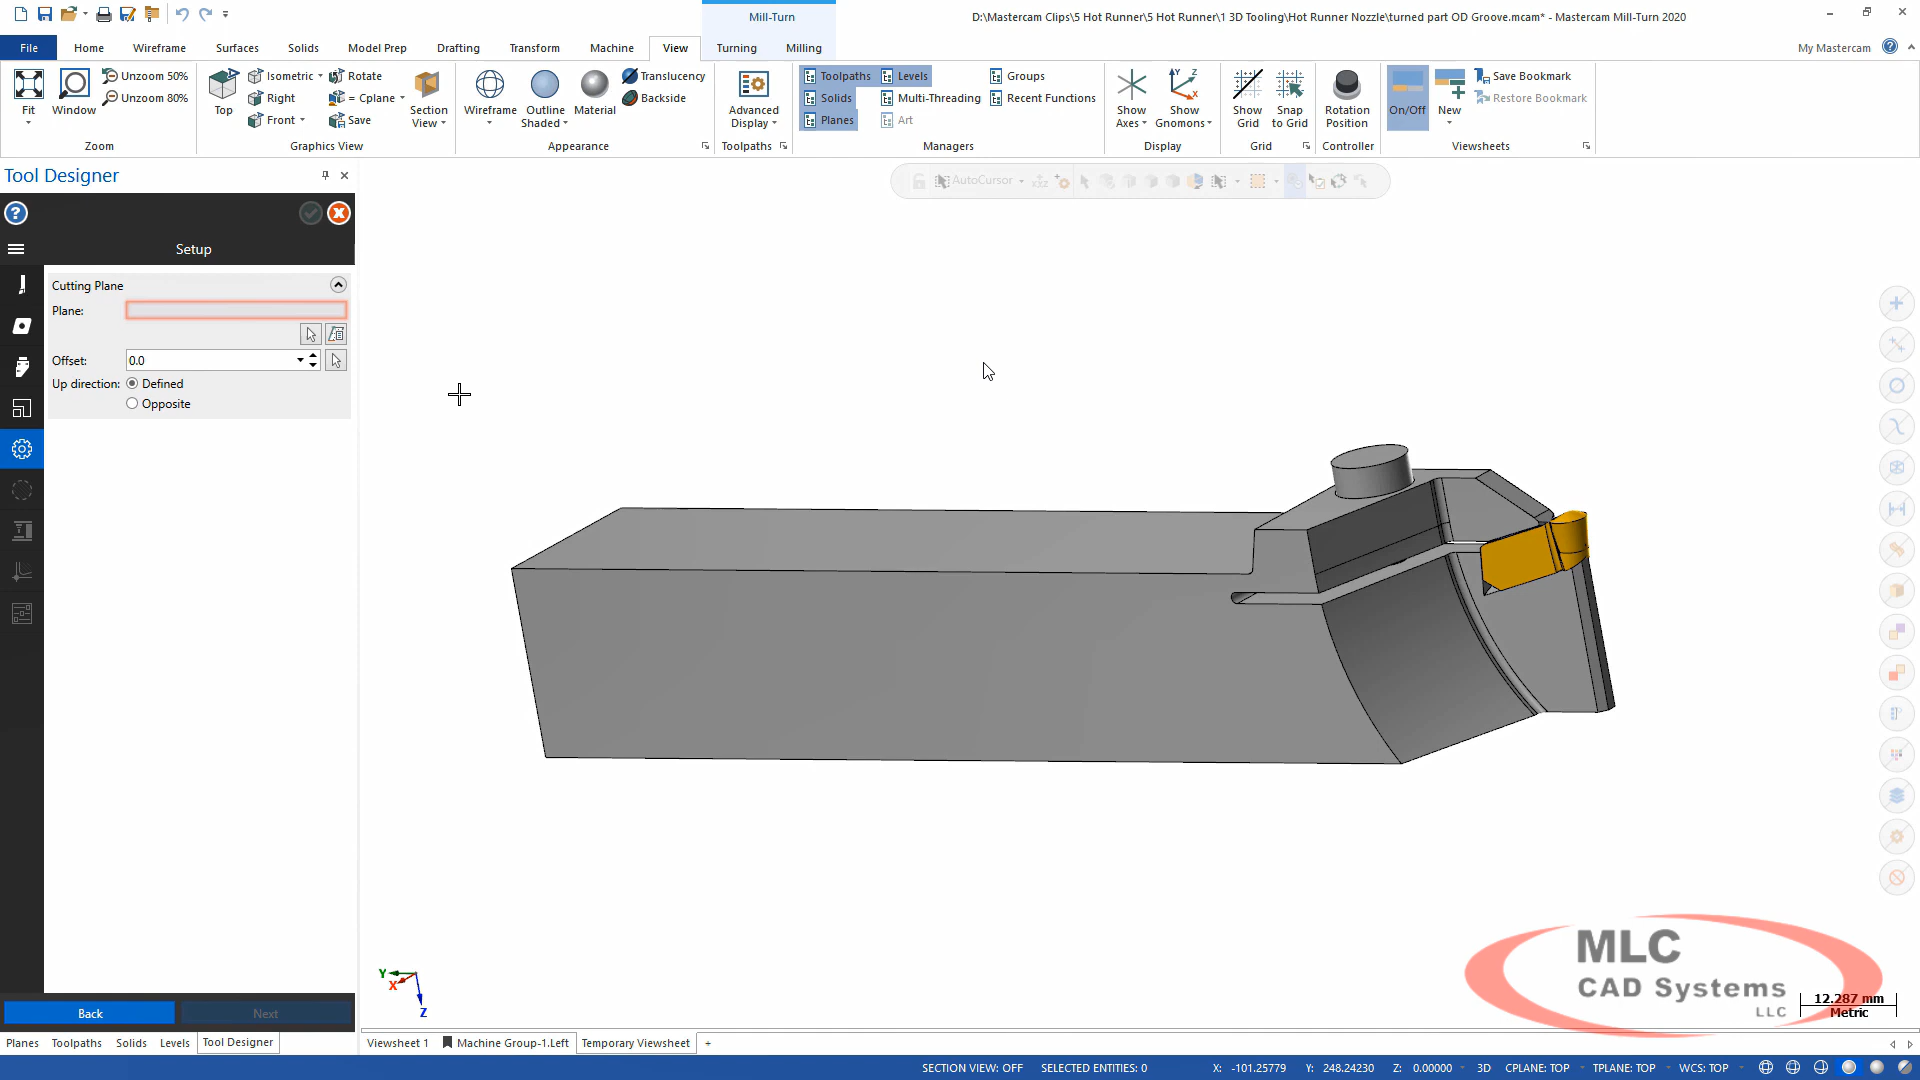 Mill-Turn
D:\Mastercam Clips\5 Hot Runner\5 Hot Runner\1 3D Tooling\Hot Runner Nozzle\turned part OD Groove.mcam* - Mastercam Mill-Turn 2020
File Home Wireframe Surfaces Solids Model Prep Drafting Transform Machine View Turning Milling My Mastercam
Fit
Window
Unzoom 50%
Unzoom 80%
Zoom
Top
Isometric
Right
Front
Rotate
= Cplane
Save
Section View
Graphics View
Wireframe
Outline Shaded
Material
Translucency
Backside
Appearance
Advanced Display
Toolpaths
Toolpaths
Solids
Planes
Levels
Multi-Threading
Art
Groups
Recent Functions
Managers
Show Axes
Show Gnomons
Display
Show Grid
Snap to Grid
Grid
Rotation Position
Controller
On/Off
New
Save Bookmark
Restore Bookmark
Viewsheets
Tool Designer
AutoCursor
Setup
Cutting Plane
Plane:
Offset: 0.0
Up direction: Defined
Opposite
Y
X
Z
MLC
CAD Systems
LLC
12.287 mm
Metric
Back Next
Planes Toolpaths Solids Levels Tool Designer
Viewsheet 1 Machine Group-1.Left Temporary Viewsheet +
SECTION VIEW: OFF SELECTED ENTITIES: 0 X: -101.25779 Y: 248.24230 Z: 0.00000 3D CPLANE: TOP TPLANE: TOP WCS: TOP